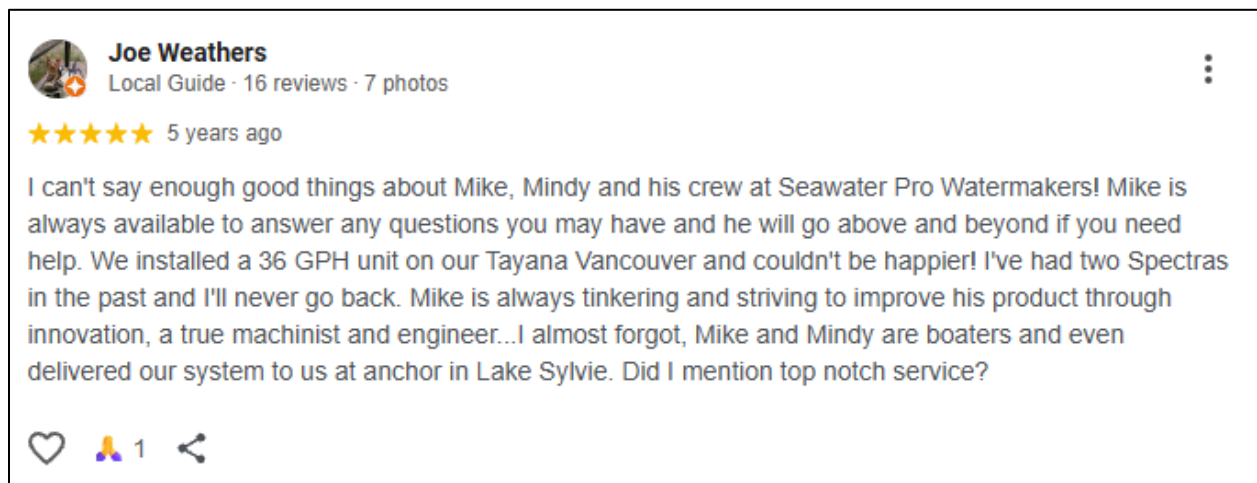 Joe Weathers
Local Guide · 16 reviews · 7 photos
5 years ago
I can't say enough good things about Mike, Mindy and his crew at Seawater Pro Watermakers! Mike is
always available to answer any questions you may have and he will go above and beyond if you need
help. We installed a 36 GPH unit on our Tayana Vancouver and couldn't be happier! I've had two Spectras
in the past and I'll never go back. Mike is always tinkering and striving to improve his product through
innovation, a true machinist and engineer...I almost forgot, Mike and Mindy are boaters and even
delivered our system to us at anchor in Lake Sylvie. Did I mention top notch service?
1